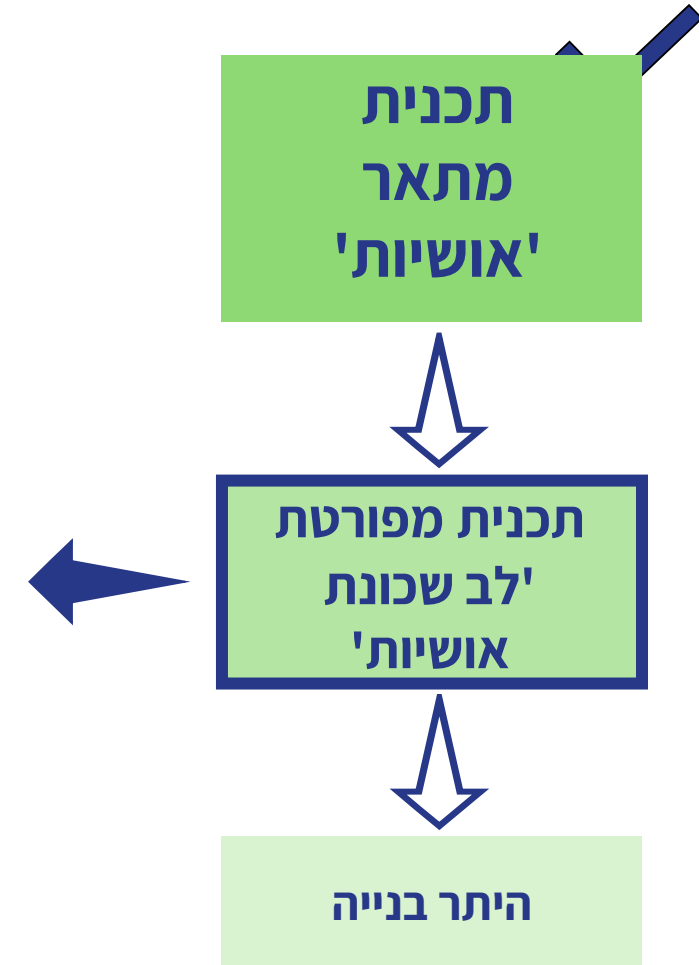 תכנית
מתאר
'אושיות'
תכנית מפורטת
'לב שכונת
אושיות'
היתר בנייה